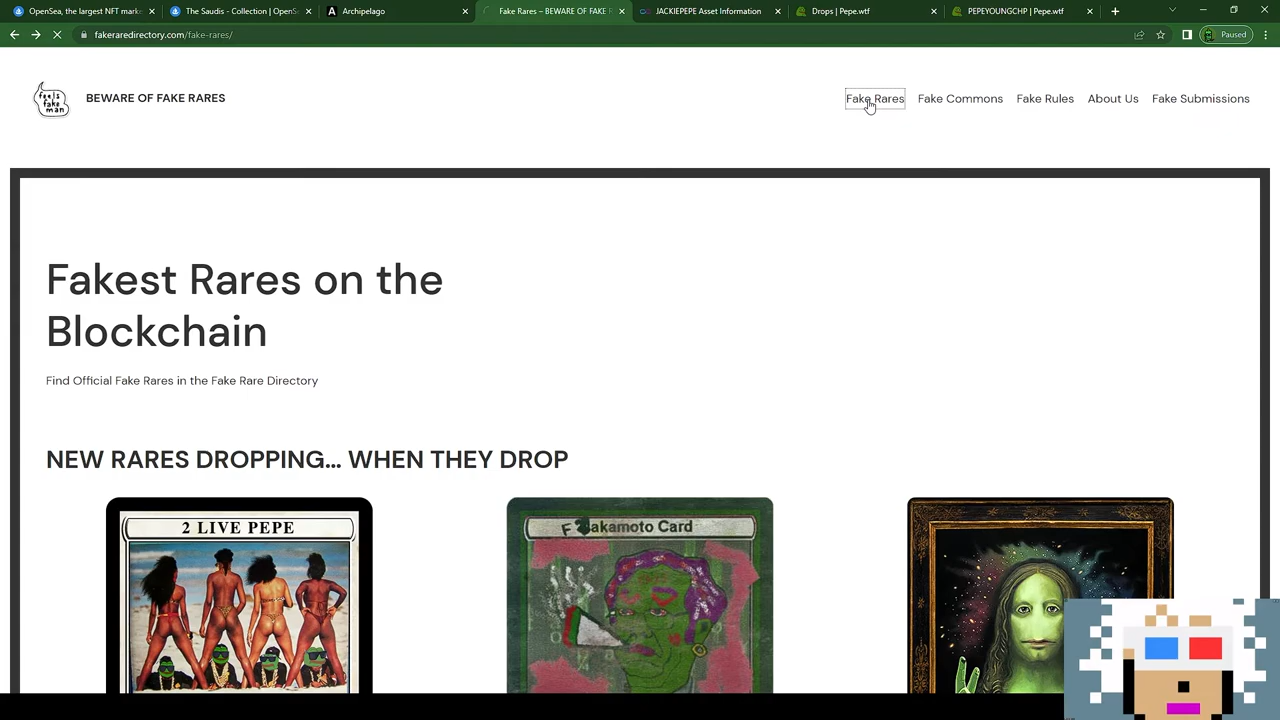 OpenSea, the largest NFT mark
The Saudis - Collection | OpenS
Archipelago
Fake Rares – BEWARE OF FAKE R
JACKIEPEPE Asset Information
Drops | Pepe.wtf
PEPEYOUNGCHP | Pepe.wtf
fakeraredirectory.com/fake-rares/
Paused
feels
fake
man
BEWARE OF FAKE RARES
Fake Rares
Fake Commons
Fake Rules
About Us
Fake Submissions
Fakest Rares on the
Blockchain
Find Official Fake Rares in the Fake Rare Directory
NEW RARES DROPPING... WHEN THEY DROP
2 LIVE PEPE
akamoto Card